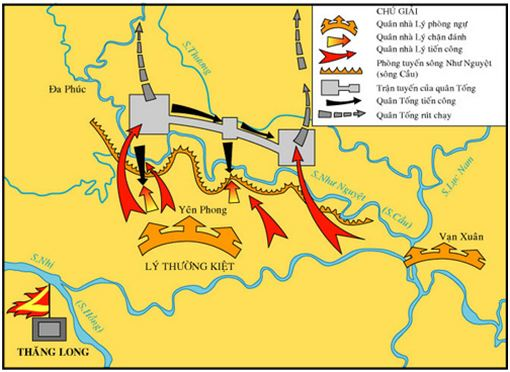 CHÚ GIẢI
Quân nhà Lý phòng ngự
Quân nhà Lý chặn đánh
Quân nhà Lý tiến công
Phòng tuyến sông Như Nguyệt
(sông Cầu)
Trận tuyến của quân Tống
Quân Tống tiến công
Quân Tống rút chạy
S.Thương
Đa Phúc
S.Như Nguyệt
(S.Cầu)
S.Lục Nam
Yên Phong
Vạn Xuân
LÝ THƯỜNG KIỆT
S.Nhị
(S.Hồng)
THĂNG LONG